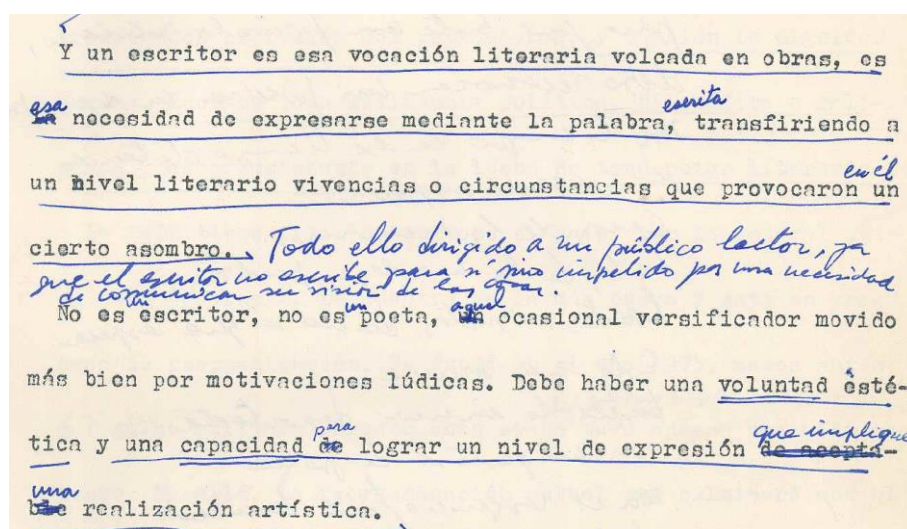 Y un escritor es esa vocación literaria volcada en obras, es
esa
la necesidad de expresarse mediante la palabra, escrita transfiriendo a
un nivel literario vivencias o circunstancias que provocaron en él un
cierto asombro. Todo ello dirigido a un público lector, ya
que el escritor no escribe para sí sino impelido por una necesidad
de comunicar su visión de las cosas.
No es un escritor, no es un poeta, aquel un ocasional versificador movido
más bien por motivaciones lúdicas. Debe haber una voluntad esté-
tica y una capacidad para de lograr un nivel de expresión que implique de acepta-
una
ble realización artística.